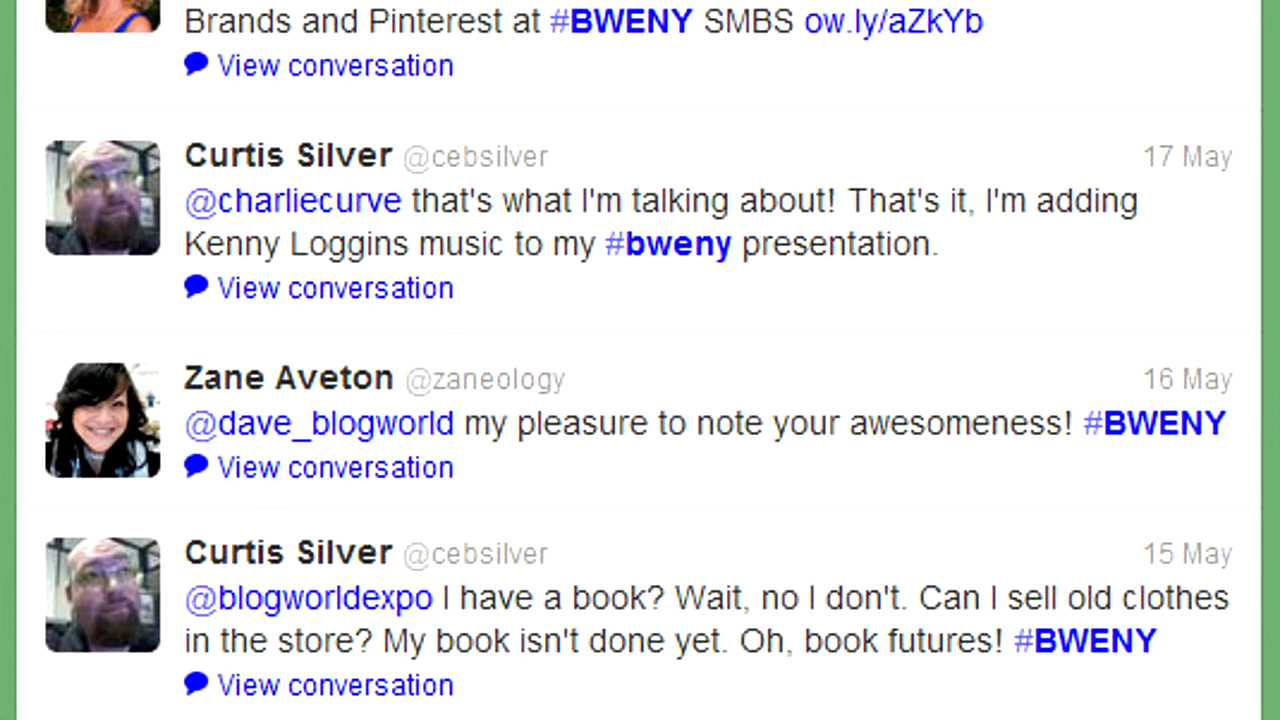 Brands and Pinterest at #BWENY SMBS ow.ly/aZkYb
View conversation
Curtis Silver @cebsilver 17 May
@charliecurve that's what I'm talking about! That's it, I'm adding
Kenny Loggins music to my #bweny presentation.
View conversation
Zane Aveton @zaneology 16 May
@dave_blogworld my pleasure to note your awesomeness! #BWENY
View conversation
Curtis Silver @cebsilver 15 May
@blogworldexpo I have a book? Wait, no I don't. Can I sell old clothes
in the store? My book isn't done yet. Oh, book futures! #BWENY
View conversation